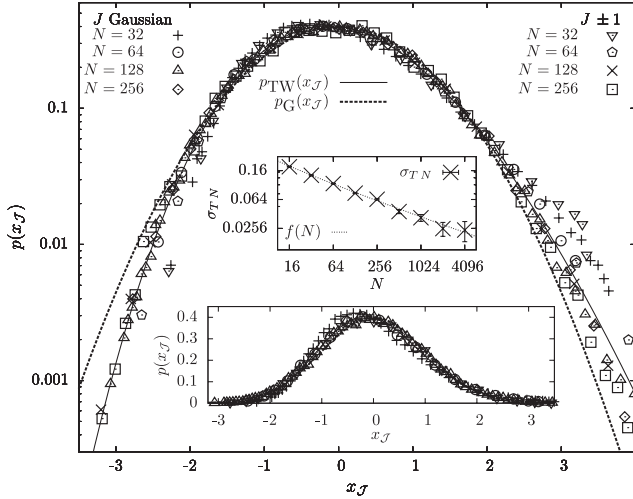 J Gaussian
N = 32
N = 64
N = 128
N = 256
J ± 1
N = 32
N = 64
N = 128
N = 256
p_TW(x_𝒥)
p_G(x_𝒥)
p(x_𝒥)
0.1
0.01
0.001
σ_TN
0.16
0.064
0.0256
σ_TN
f(N)
16 64 256 1024 4096
N
p(x_𝒥)
0.4
0.3
0.2
0.1
0
-3 -2 -1 0 1 2 3
x_𝒥
-3 -2 -1 0 1 2 3
x_𝒥